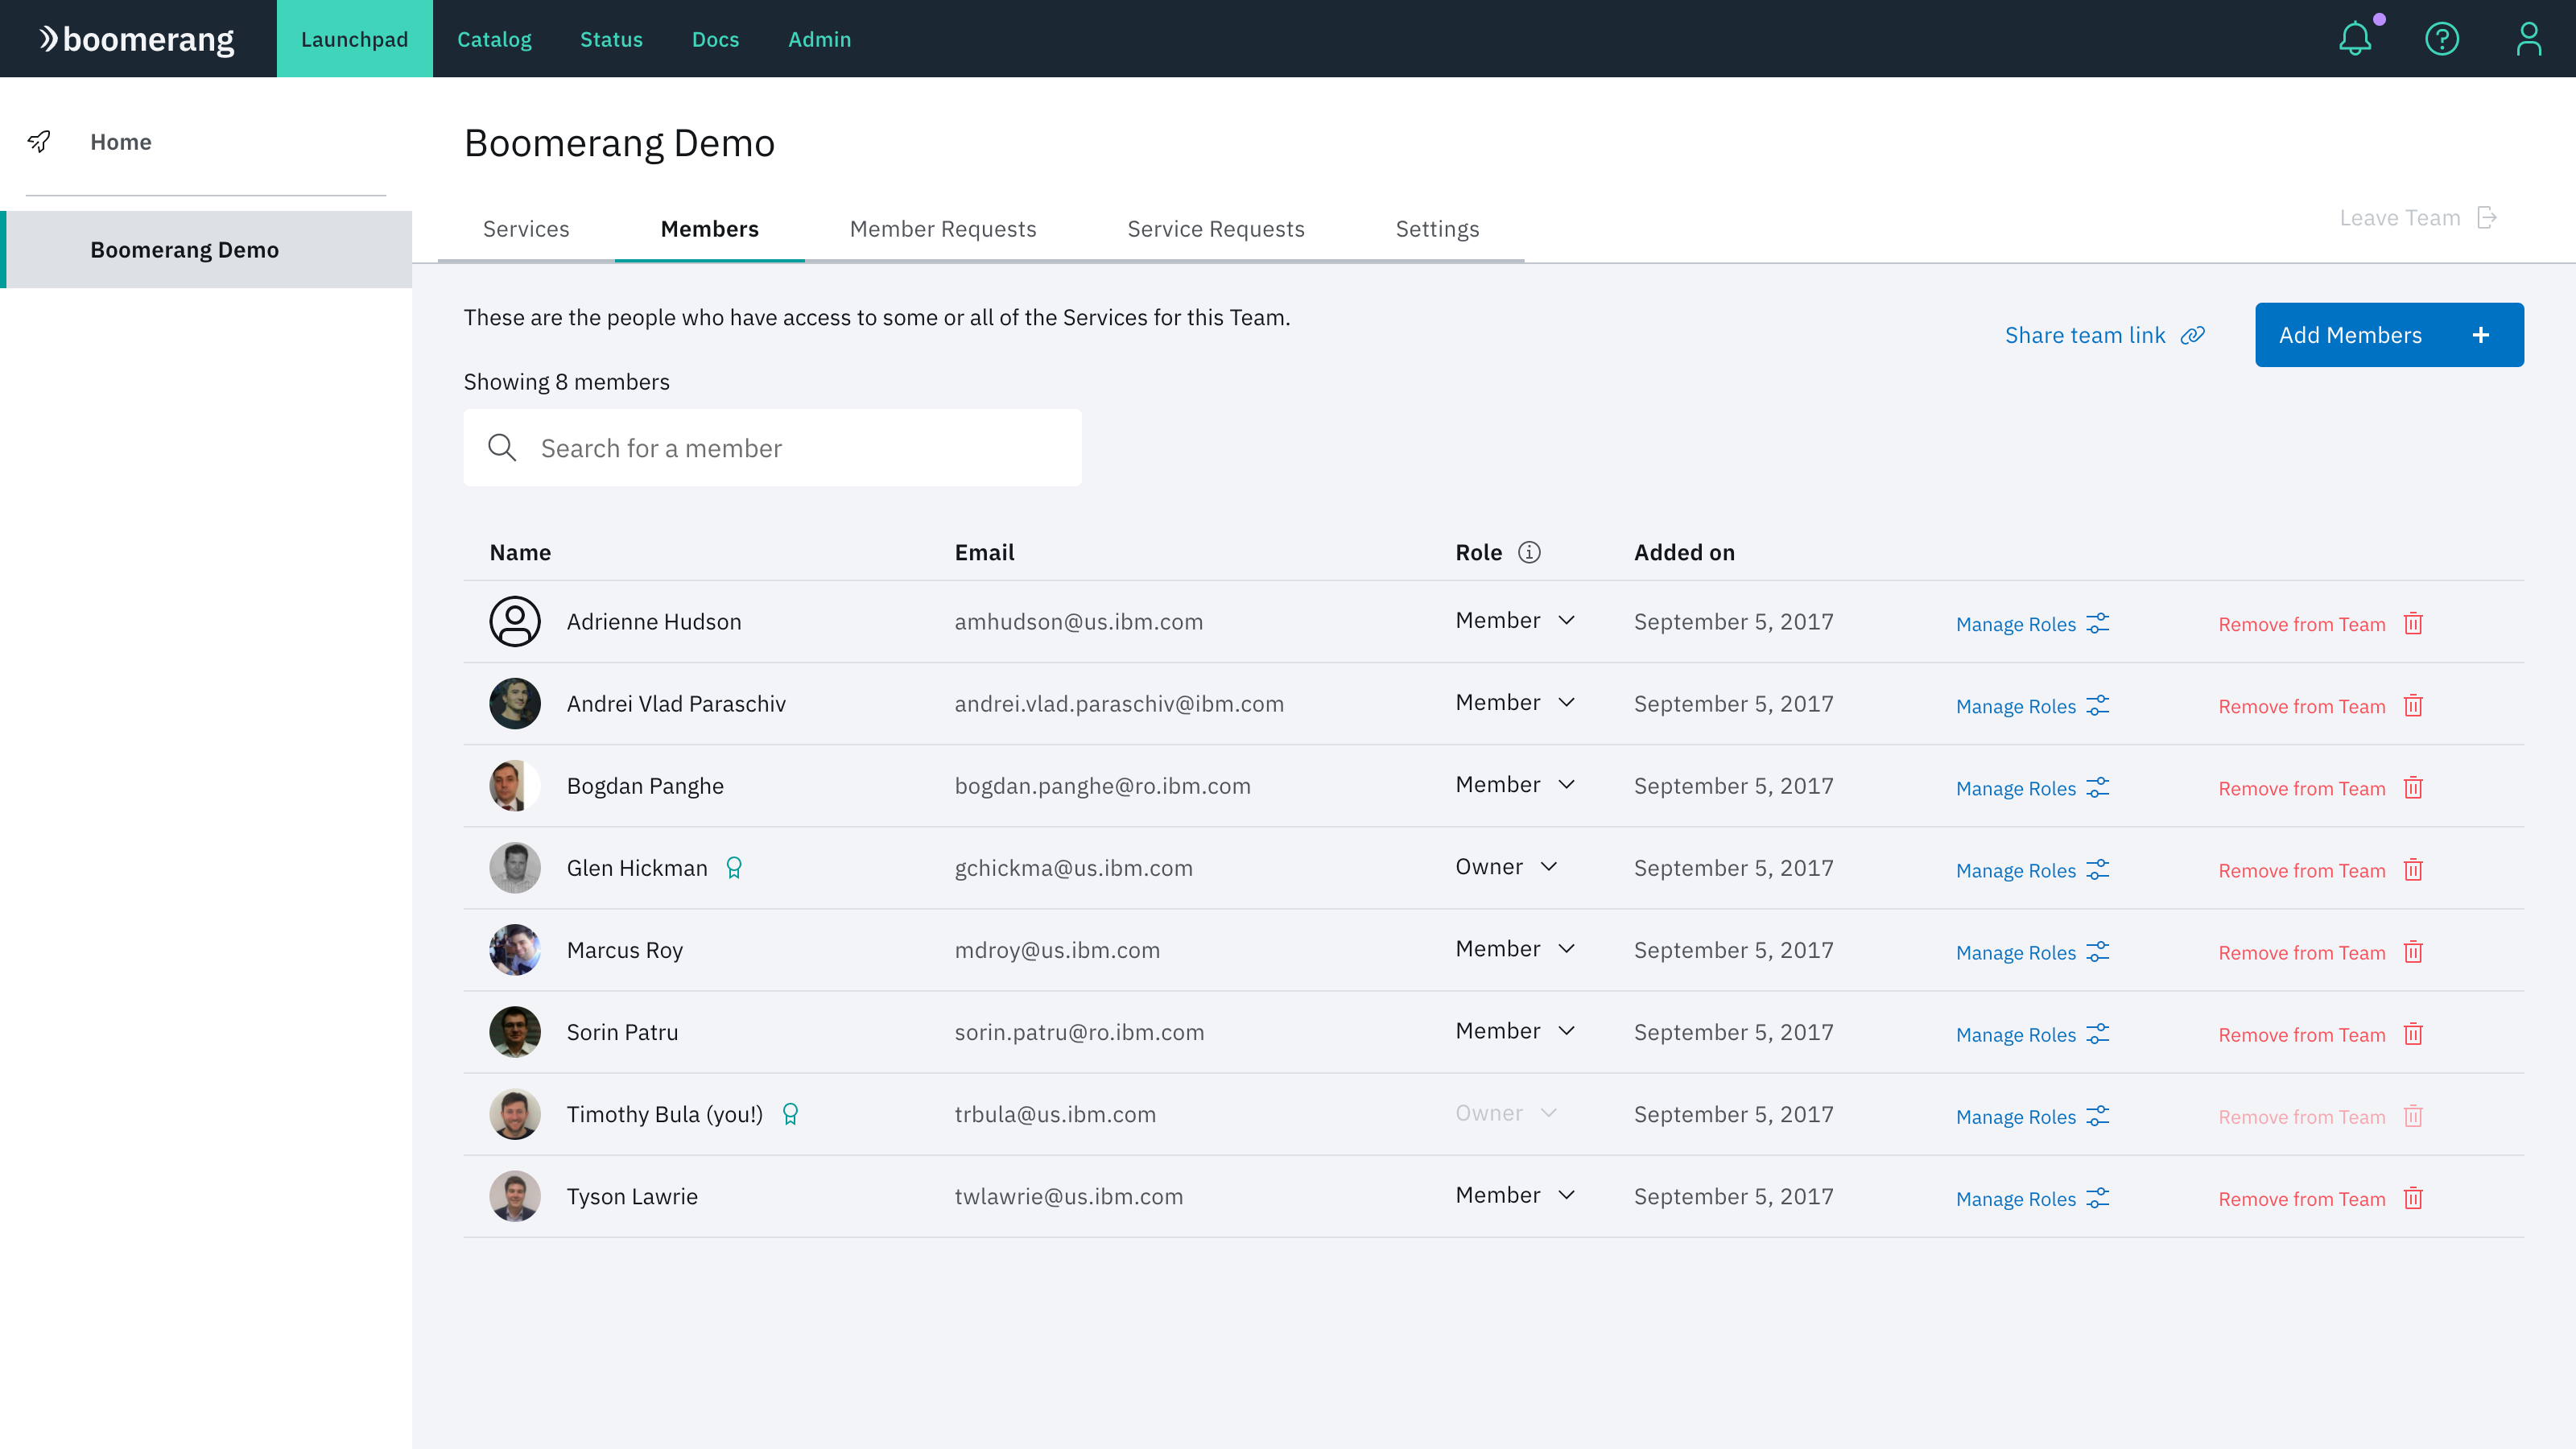 boomerang Launchpad Catalog Status Docs Admin
Home
Boomerang Demo
Boomerang Demo
Services Members Member Requests Service Requests Settings
Leave Team
These are the people who have access to some or all of the Services for this Team.
Share team link
Add Members
Showing 8 members
Search for a member
Name Email Role Added on
Adrienne Hudson amhudson@us.ibm.com Member September 5, 2017 Manage Roles Remove from Team
Andrei Vlad Paraschiv andrei.vlad.paraschiv@ibm.com Member September 5, 2017 Manage Roles Remove from Team
Bogdan Panghe bogdan.panghe@ro.ibm.com Member September 5, 2017 Manage Roles Remove from Team
Glen Hickman gchickma@us.ibm.com Owner September 5, 2017 Manage Roles Remove from Team
Marcus Roy mdroy@us.ibm.com Member September 5, 2017 Manage Roles Remove from Team
Sorin Patru sorin.patru@ro.ibm.com Member September 5, 2017 Manage Roles Remove from Team
Timothy Bula (you!) trbula@us.ibm.com Owner September 5, 2017 Manage Roles Remove from Team
Tyson Lawrie twlawrie@us.ibm.com Member September 5, 2017 Manage Roles Remove from Team